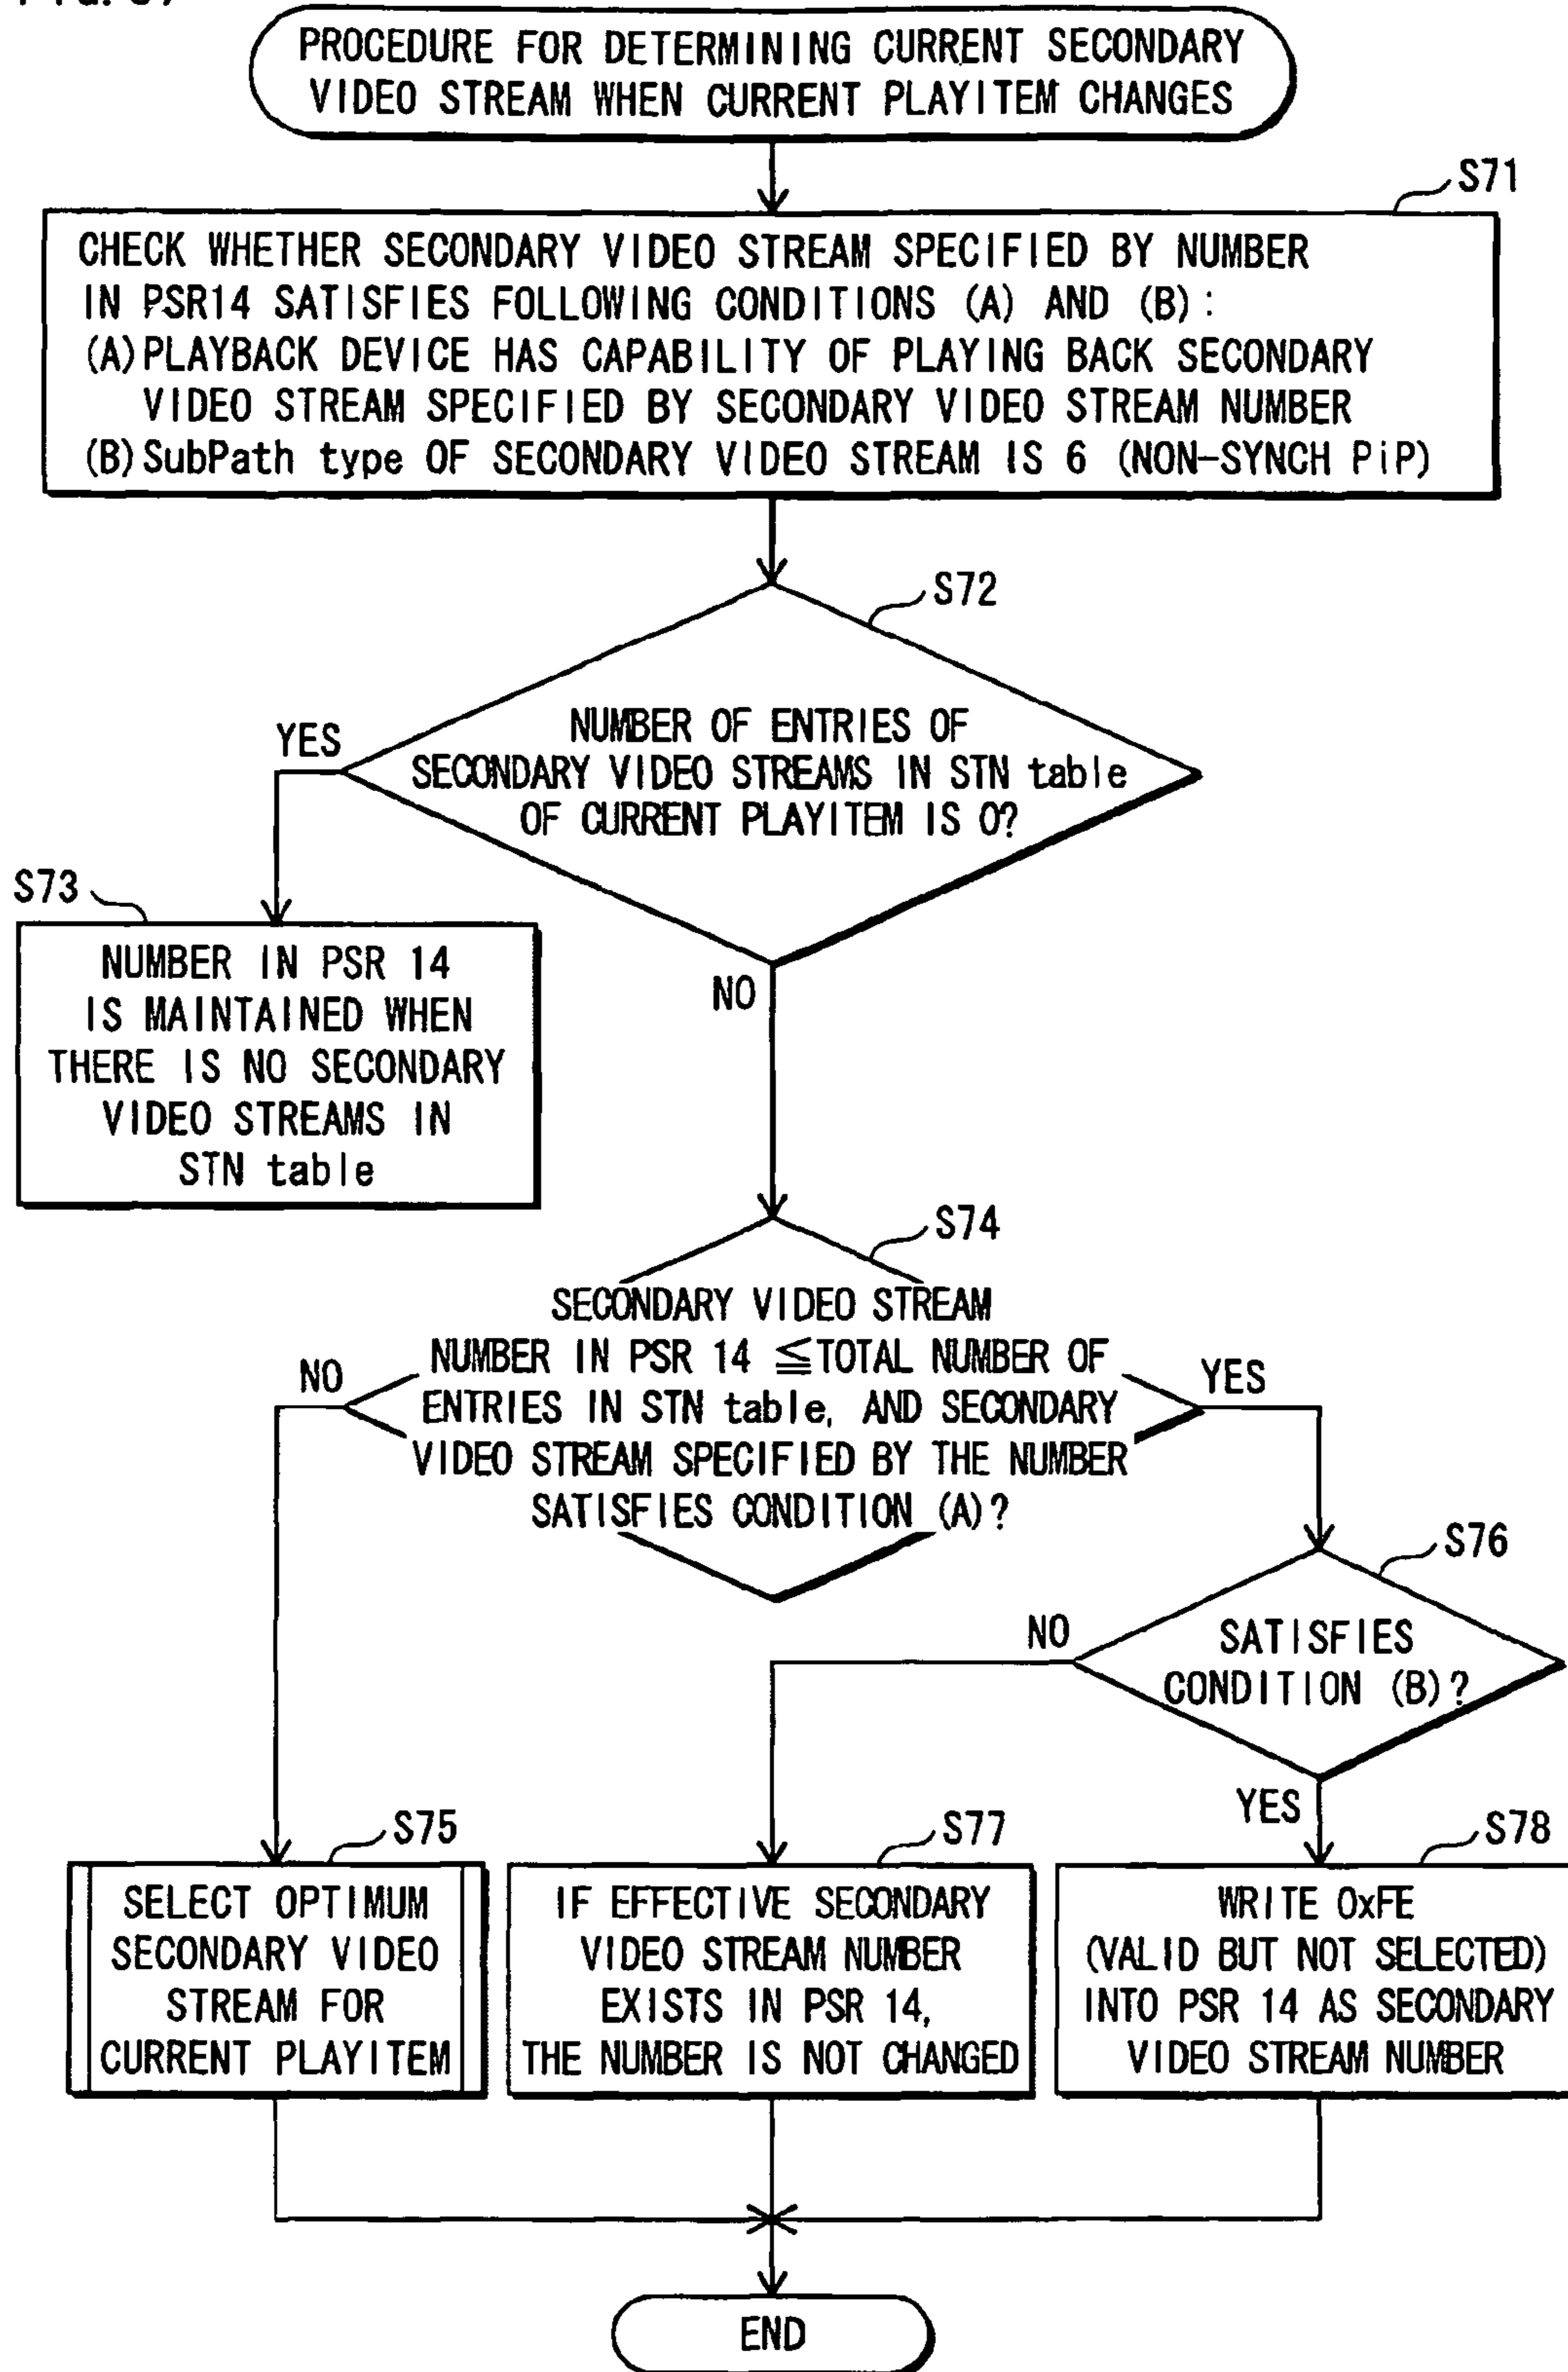 PROCEDURE FOR DETERMINING CURRENT SECONDARY
VIDEO STREAM WHEN CURRENT PLAYITEM CHANGES
S71
CHECK WHETHER SECONDARY VIDEO STREAM SPECIFIED BY NUMBER
IN PSR14 SATISFIES FOLLOWING CONDITIONS (A) AND (B):
(A) PLAYBACK DEVICE HAS CAPABILITY OF PLAYING BACK SECONDARY
VIDEO STREAM SPECIFIED BY SECONDARY VIDEO STREAM NUMBER
(B) SubPath type OF SECONDARY VIDEO STREAM IS 6 (NON-SYNCH PiP)
S72
NUMBER OF ENTRIES OF
SECONDARY VIDEO STREAMS IN STN table
OF CURRENT PLAYITEM IS 0?
YES
NO
S73
NUMBER IN PSR 14
IS MAINTAINED WHEN
THERE IS NO SECONDARY
VIDEO STREAMS IN
STN table
S74
SECONDARY VIDEO STREAM
NUMBER IN PSR 14 ≦TOTAL NUMBER OF
ENTRIES IN STN table, AND SECONDARY
VIDEO STREAM SPECIFIED BY THE NUMBER
SATISFIES CONDITION (A)?
NO
YES
S76
SATISFIES
CONDITION (B)?
NO
YES
S75
SELECT OPTIMUM
SECONDARY VIDEO
STREAM FOR
CURRENT PLAYITEM
S77
IF EFFECTIVE SECONDARY
VIDEO STREAM NUMBER
EXISTS IN PSR 14,
THE NUMBER IS NOT CHANGED
S78
WRITE 0xFE
(VALID BUT NOT SELECTED)
INTO PSR 14 AS SECONDARY
VIDEO STREAM NUMBER
END